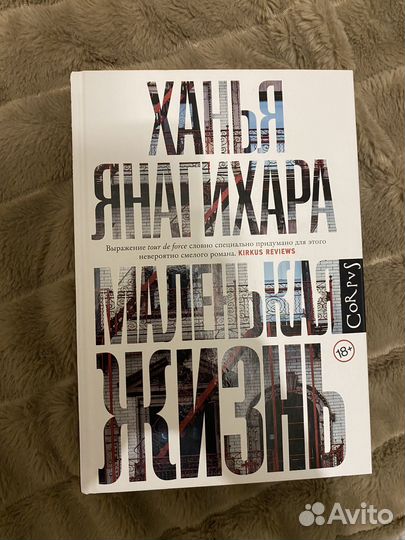 ХАНЬЯ
ЯНАГИХАРА
Выражение tour de force словно специально придумано для этого
невероятно смелого романа. KIRKUS REVIEWS
МАЛЕНЬКАЯ
ЖИЗНЬ
CORPUS
18+
Avito